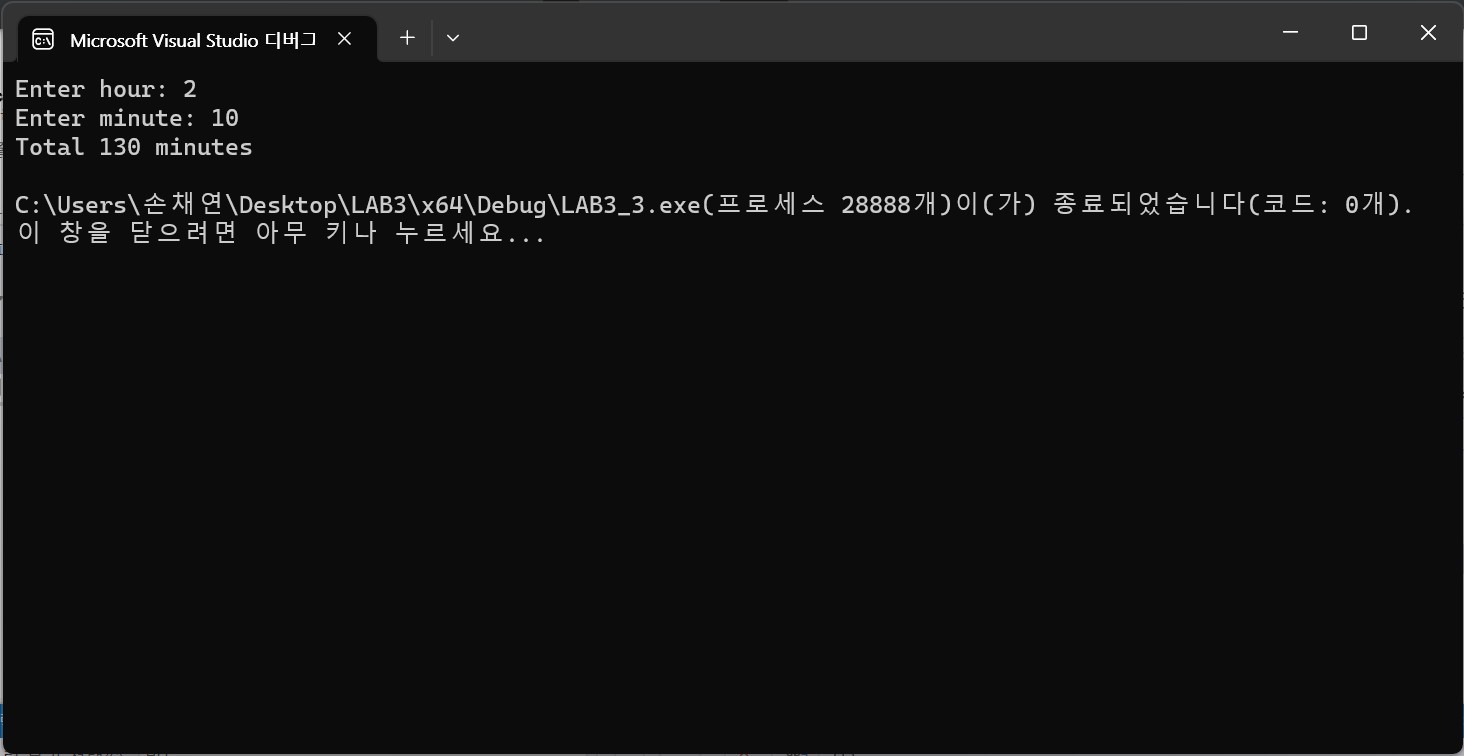 Microsoft Visual Studio 디버그
Enter hour: 2
Enter minute: 10
Total 130 minutes
C:\Users\손채연\Desktop\LAB3\x64\Debug\LAB3_3.exe(프로세스 28888개)이(가) 종료되었습니다(코드: 0개).
이 창을 닫으려면 아무 키나 누르세요...